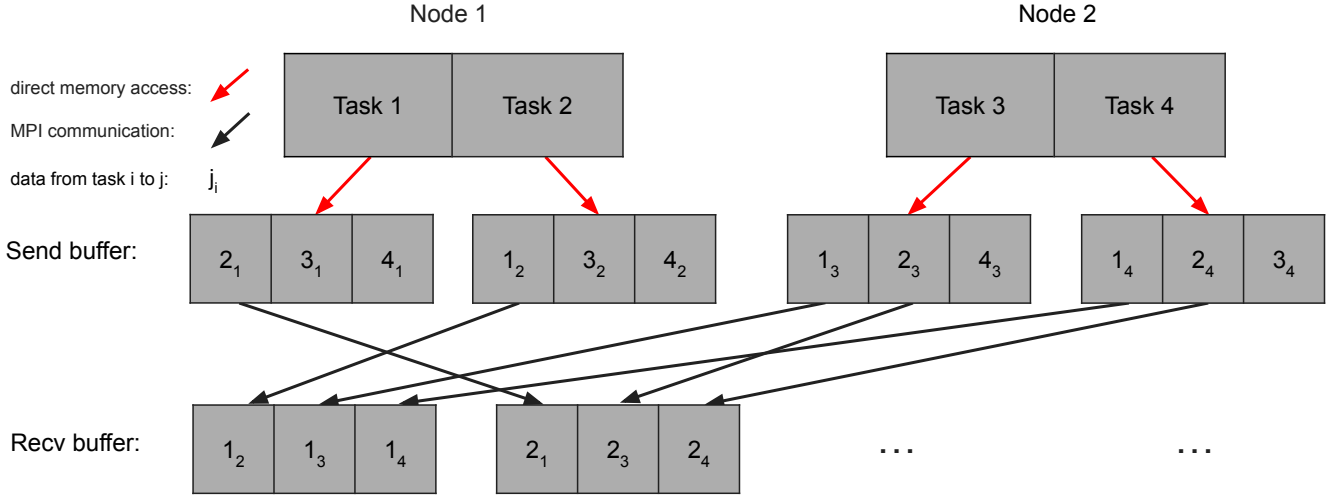 Node 1 Node 2
direct memory access: Task 1 Task 2 Task 3 Task 4
MPI communication:
data from task i to j: jᵢ
Send buffer: 2₁ 3₁ 4₁ 1₂ 3₂ 4₂ 1₃ 2₃ 4₃ 1₄ 2₄ 3₄
Recv buffer: 1₂ 1₃ 1₄ 2₁ 2₃ 2₄ ... ...